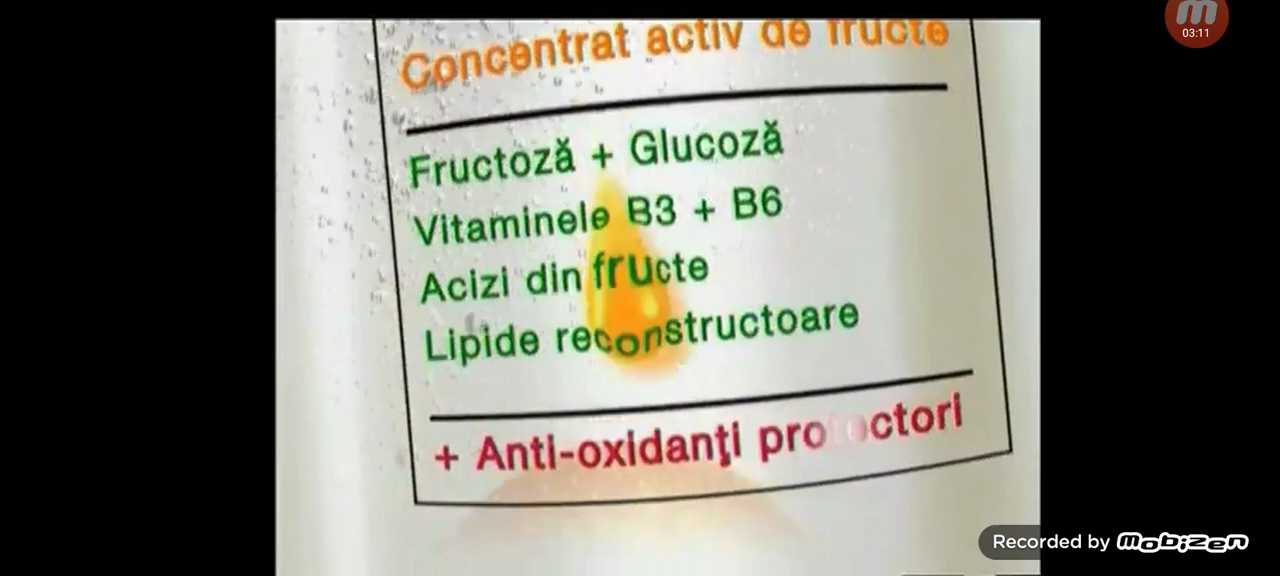 03:11
Concentrat activ de fructe
Fructoză + Glucoză
Vitaminele B3 + B6
Acizi din fructe
Lipide reconstructoare
+ Anti-oxidanţi protectori
Recorded by Mobizen